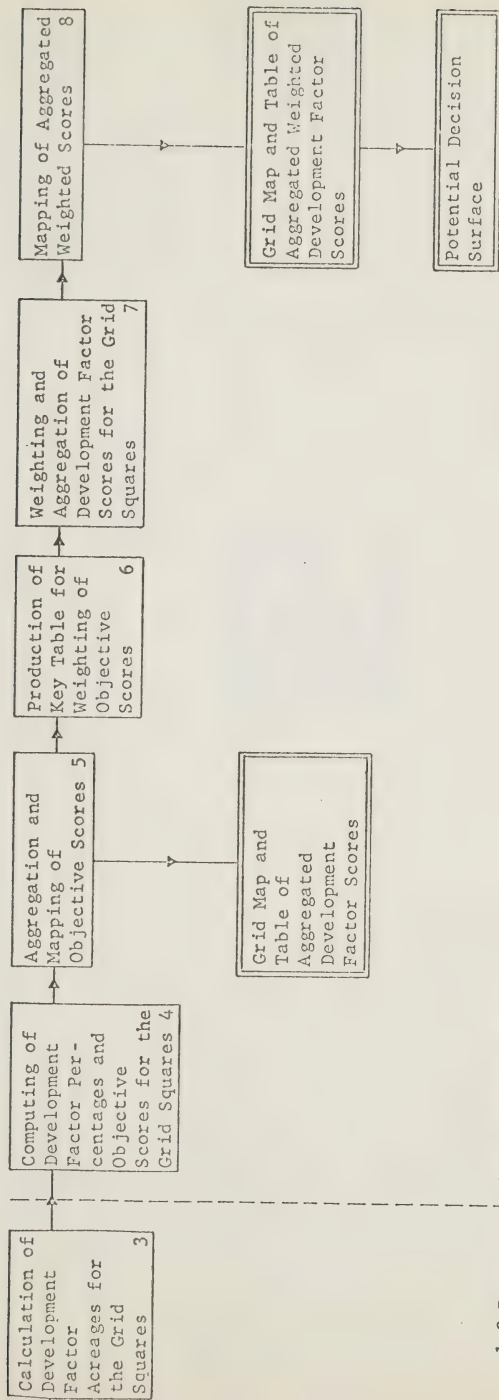 Calculation of
Development
Factor
Acreages for
the Grid
Squares 3
Computing of
Development
Factor Per-
centages and
Objective
Scores for the
Grid Squares 4
Aggregation and
Mapping of
Objective Scores 5
Grid Map and
Table of
Aggregated
Development
Factor Scores
Production of
Key Table for
Weighting of
Objective
Scores 6
Weighting and
Aggregation of
Development Factor
Scores for the Grid
Squares 7
Mapping of Aggregated
Weighted Scores 8
Grid Map and Table of
Aggregated Weighted
Development Factor
Scores
Potential Decision
Surface